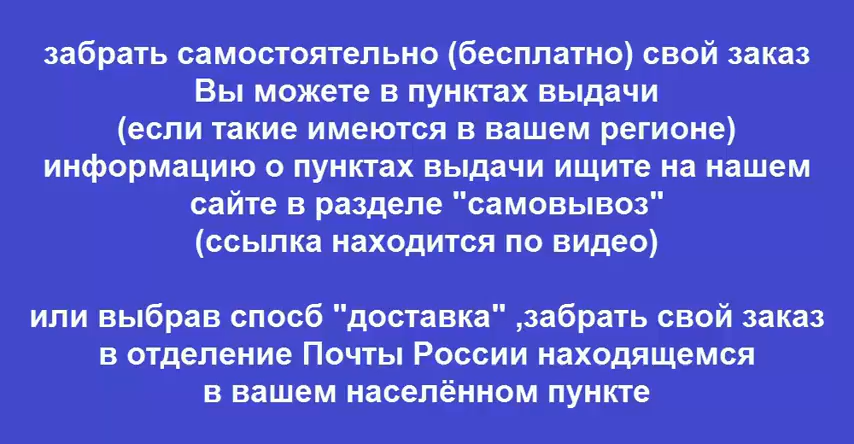 забрать самостоятельно (бесплатно) свой заказ
Вы можете в пунктах выдачи
(если такие имеются в вашем регионе)
информацию о пунктах выдачи ищите на нашем
сайте в разделе "самовывоз"
(ссылка находится по видео)
или выбрав спосб "доставка" ,забрать свой заказ
в отделение Почты России находящемся
в вашем населённом пункте